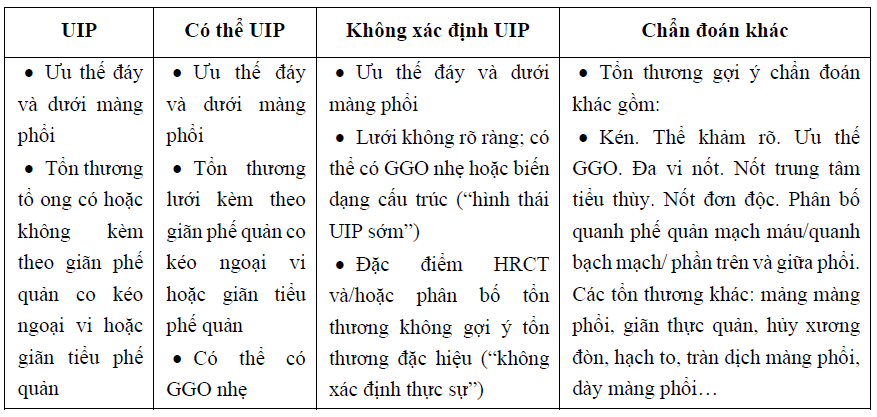 UIP
Có thể UIP
Không xác định UIP
Chẩn đoán khác
• Ưu thế đáy
và dưới màng
phổi
• Tổn thương
tổ ong có hoặc
không kèm
theo giãn phế
quản co kéo
ngoại vi hoặc
giãn tiểu phế
quản
• Ưu thế đáy
và dưới màng
phổi
• Tổn thương
lưới kèm theo
giãn phế quản co
kéo ngoại vi
hoặc giãn tiểu
phế quản
• Có thể có
GGO nhẹ
• Ưu thế đáy và dưới
màng phổi
• Lưới không rõ ràng; có
thể có GGO nhẹ hoặc biến
dạng cấu trúc (“hình thái
UIP sớm”)
• Đặc điểm HRCT
và/hoặc phân bố tổn
thương không gợi ý tổn
thương đặc hiệu (“không
xác định thực sự”)
• Tổn thương gợi ý chẩn đoán
khác gồm:
• Kén. Thể khảm rõ. Ưu thế
GGO. Đa vi nốt. Nốt trung tâm
tiểu thùy. Nốt đơn độc. Phân bố
quanh phế quản mạch máu/quanh
bạch mạch/ phần trên và giữa phổi.
Các tổn thương khác: mảng màng
phổi, giãn thực quản, hủy xương
đòn, hạch to, tràn dịch màng phổi,
dày màng phổi…